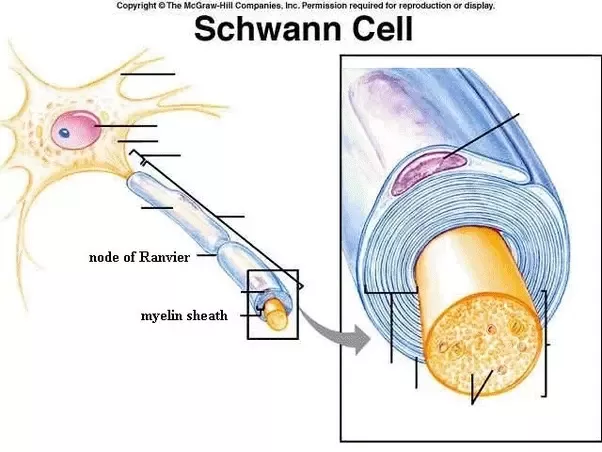 Copyright © The McGraw-Hill Companies, Inc. Permission required for reproduction or display.
Schwann Cell
node of Ranvier
myelin sheath